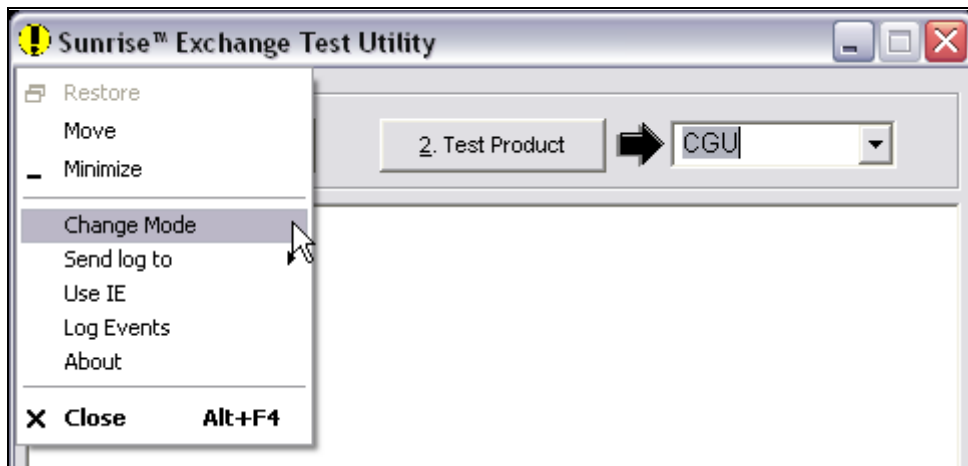 Sunrise™ Exchange Test Utility
Restore
Move
Minimize
2. Test Product
CGU
Change Mode
Send log to
Use IE
Log Events
About
Close Alt+F4